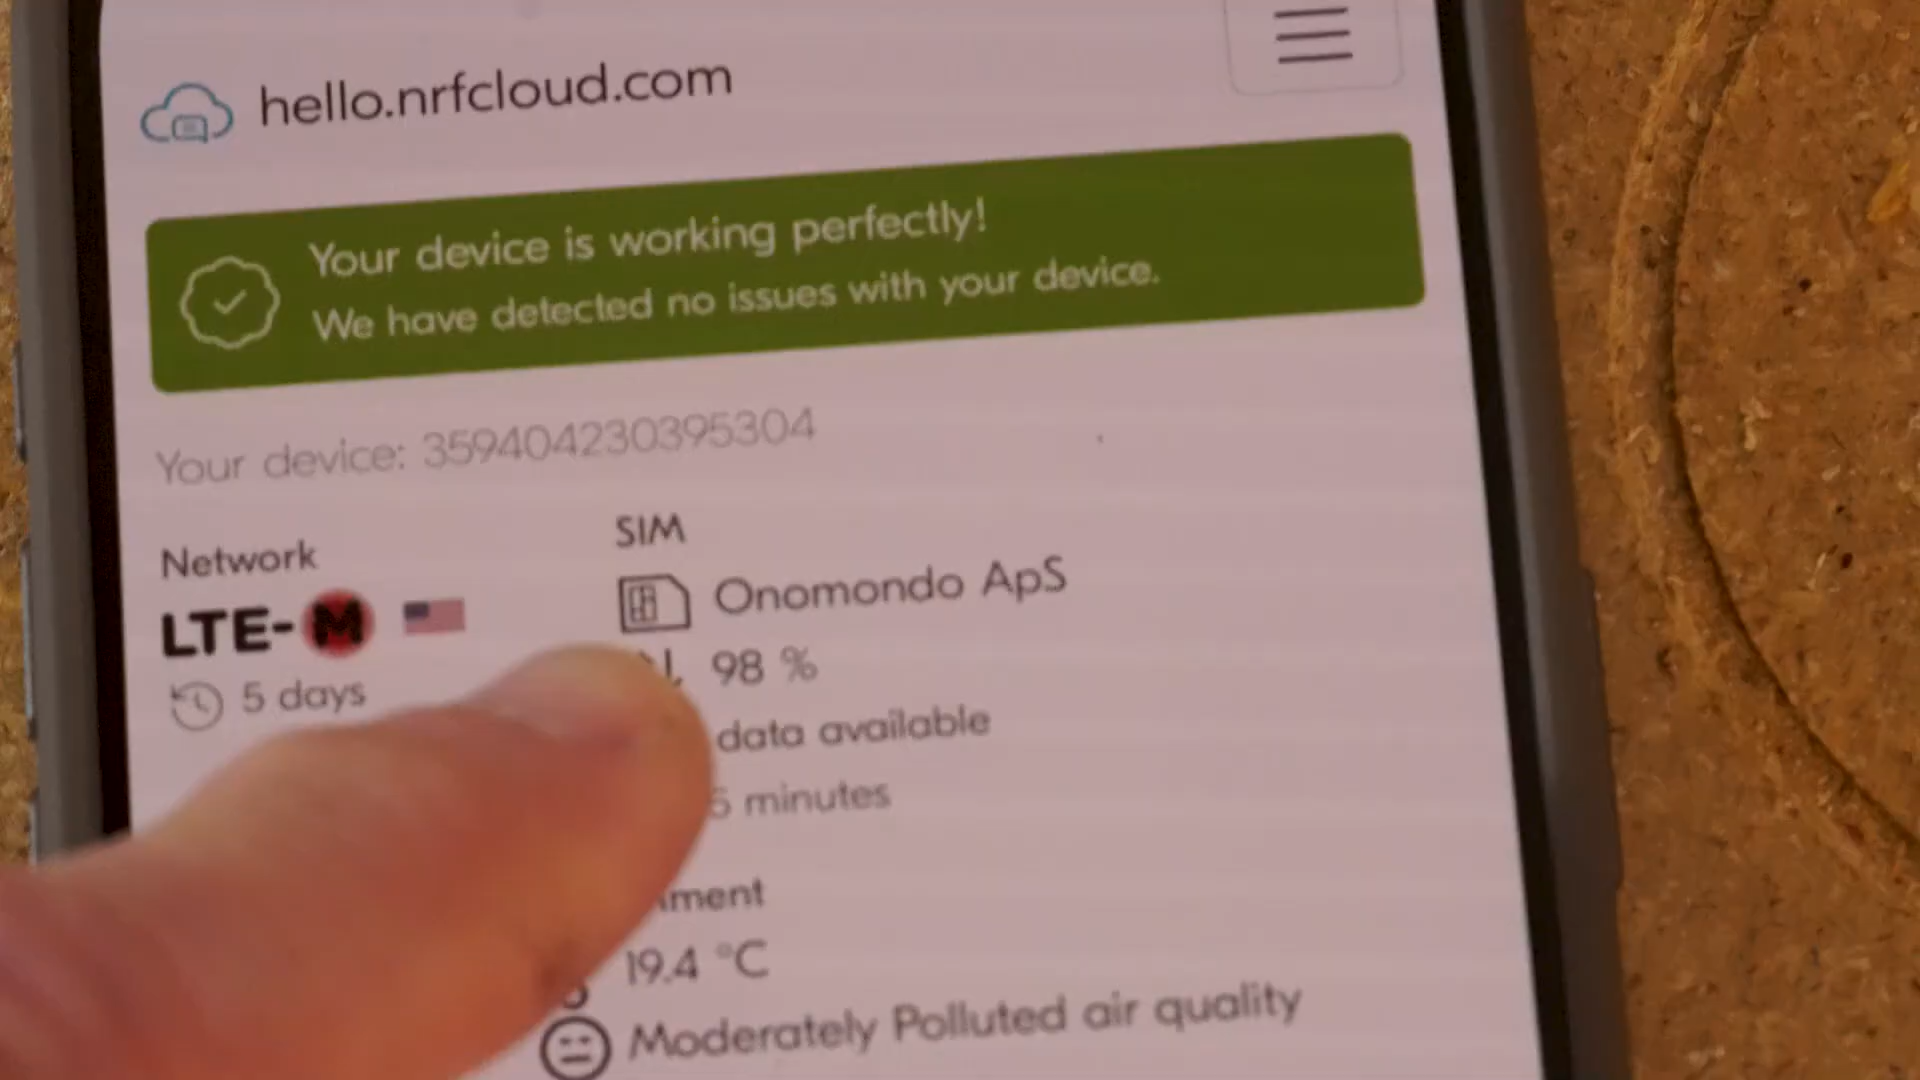 hello.nrfcloud.com
Your device is working perfectly!
We have detected no issues with your device.
Your device: 359404230395304
Network
LTE-M
5 days
SIM
Onomondo ApS
98 %
data available
minutes
19.4 °C
Moderately Polluted air quality